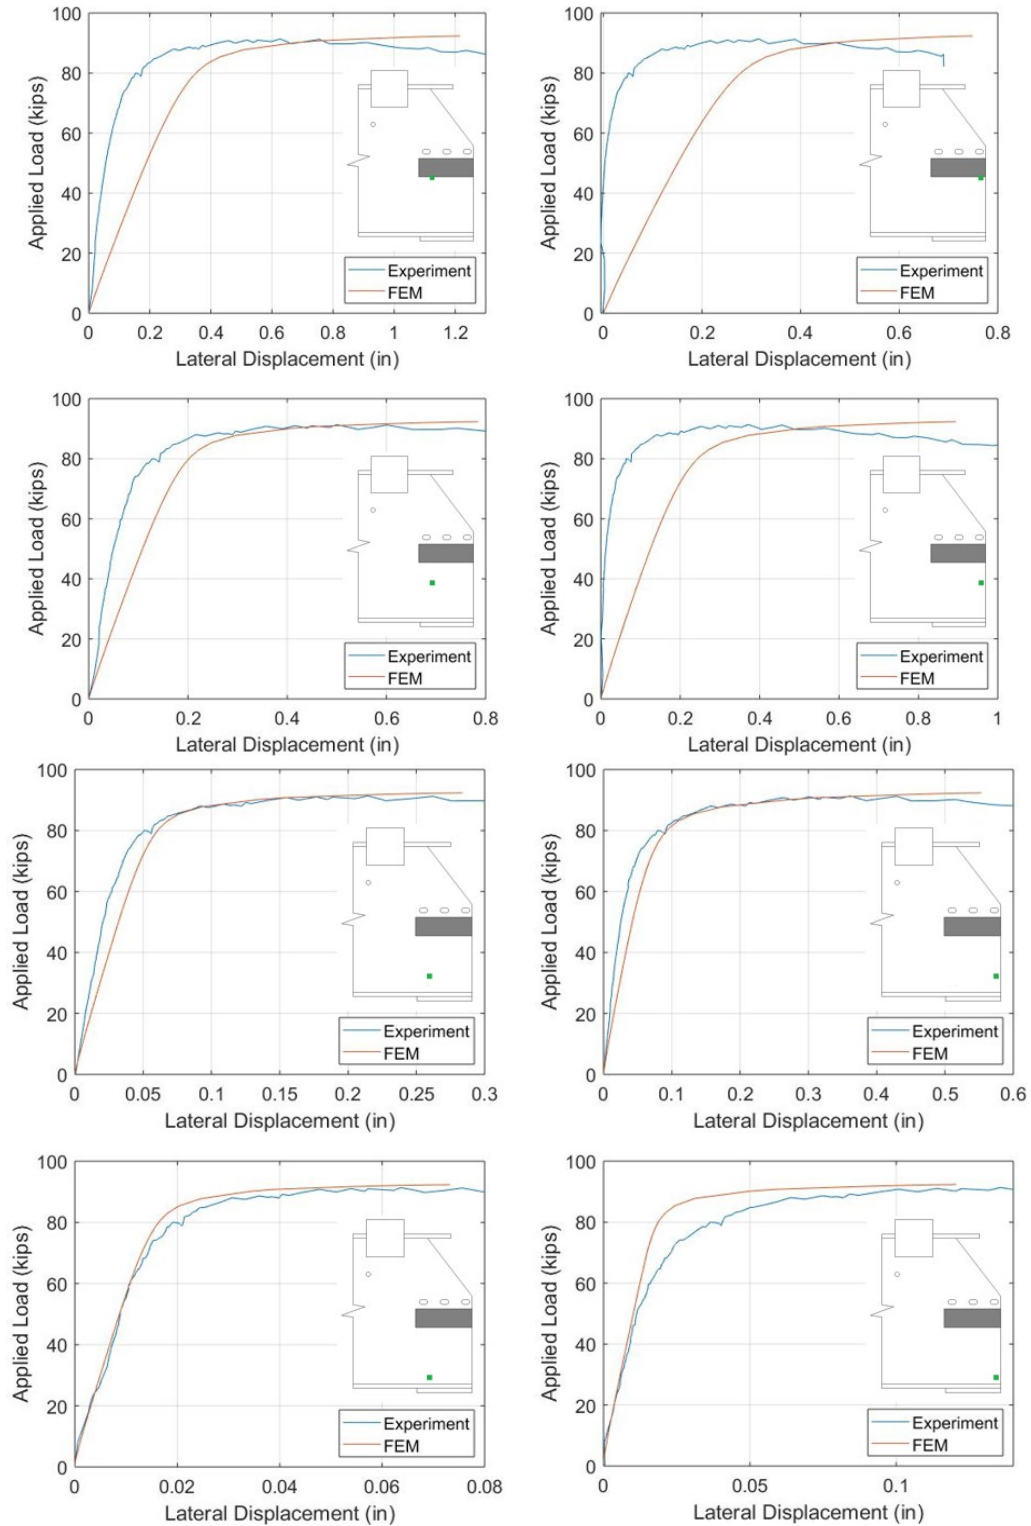 100
80
60
40
20
0
Applied Load (kips)
Experiment
FEM
0 0.2 0.4 0.6 0.8 1 1.2
Lateral Displacement (in)
100
80
60
40
20
0
Applied Load (kips)
Experiment
FEM
0 0.2 0.4 0.6 0.8
Lateral Displacement (in)
100
80
60
40
20
0
Applied Load (kips)
Experiment
FEM
0 0.2 0.4 0.6 0.8
Lateral Displacement (in)
100
80
60
40
20
0
Applied Load (kips)
Experiment
FEM
0 0.2 0.4 0.6 0.8 1
Lateral Displacement (in)
100
80
60
40
20
0
Applied Load (kips)
Experiment
FEM
0 0.05 0.1 0.15 0.2 0.25 0.3
Lateral Displacement (in)
100
80
60
40
20
0
Applied Load (kips)
Experiment
FEM
0 0.1 0.2 0.3 0.4 0.5 0.6
Lateral Displacement (in)
100
80
60
40
20
0
Applied Load (kips)
Experiment
FEM
0 0.02 0.04 0.06 0.08
Lateral Displacement (in)
100
80
60
40
20
0
Applied Load (kips)
Experiment
FEM
0 0.05 0.1
Lateral Displacement (in)